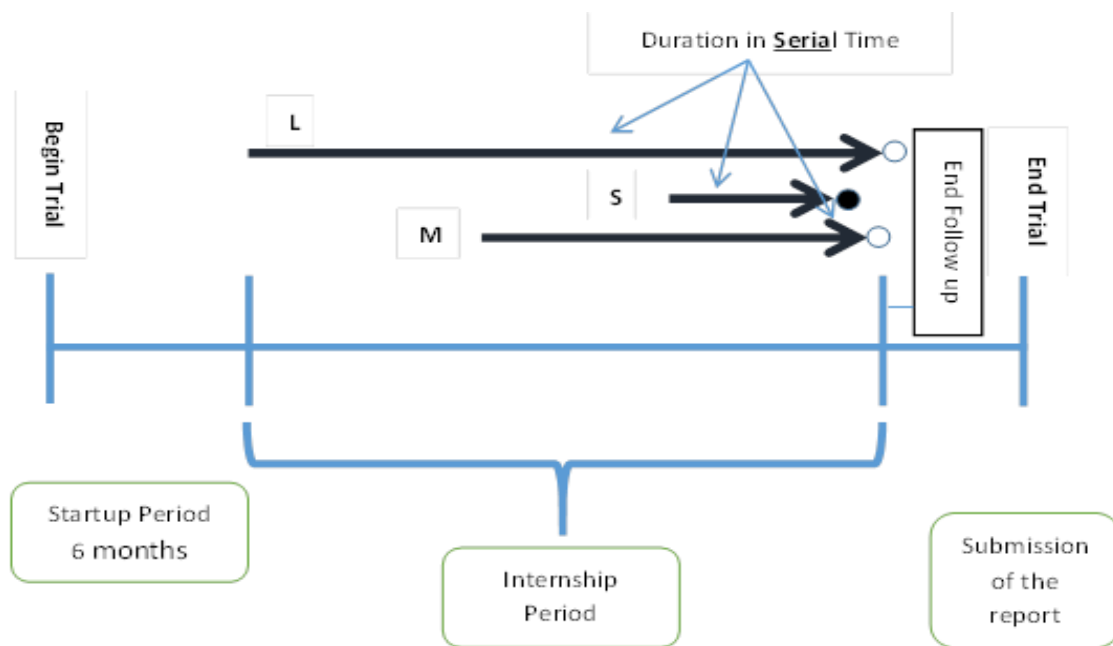 Duration in Serial Time
Begin Trial
L
S
M
End Follow up
End Trial
Startup Period
6 months
Internship
Period
Submission
of the
report